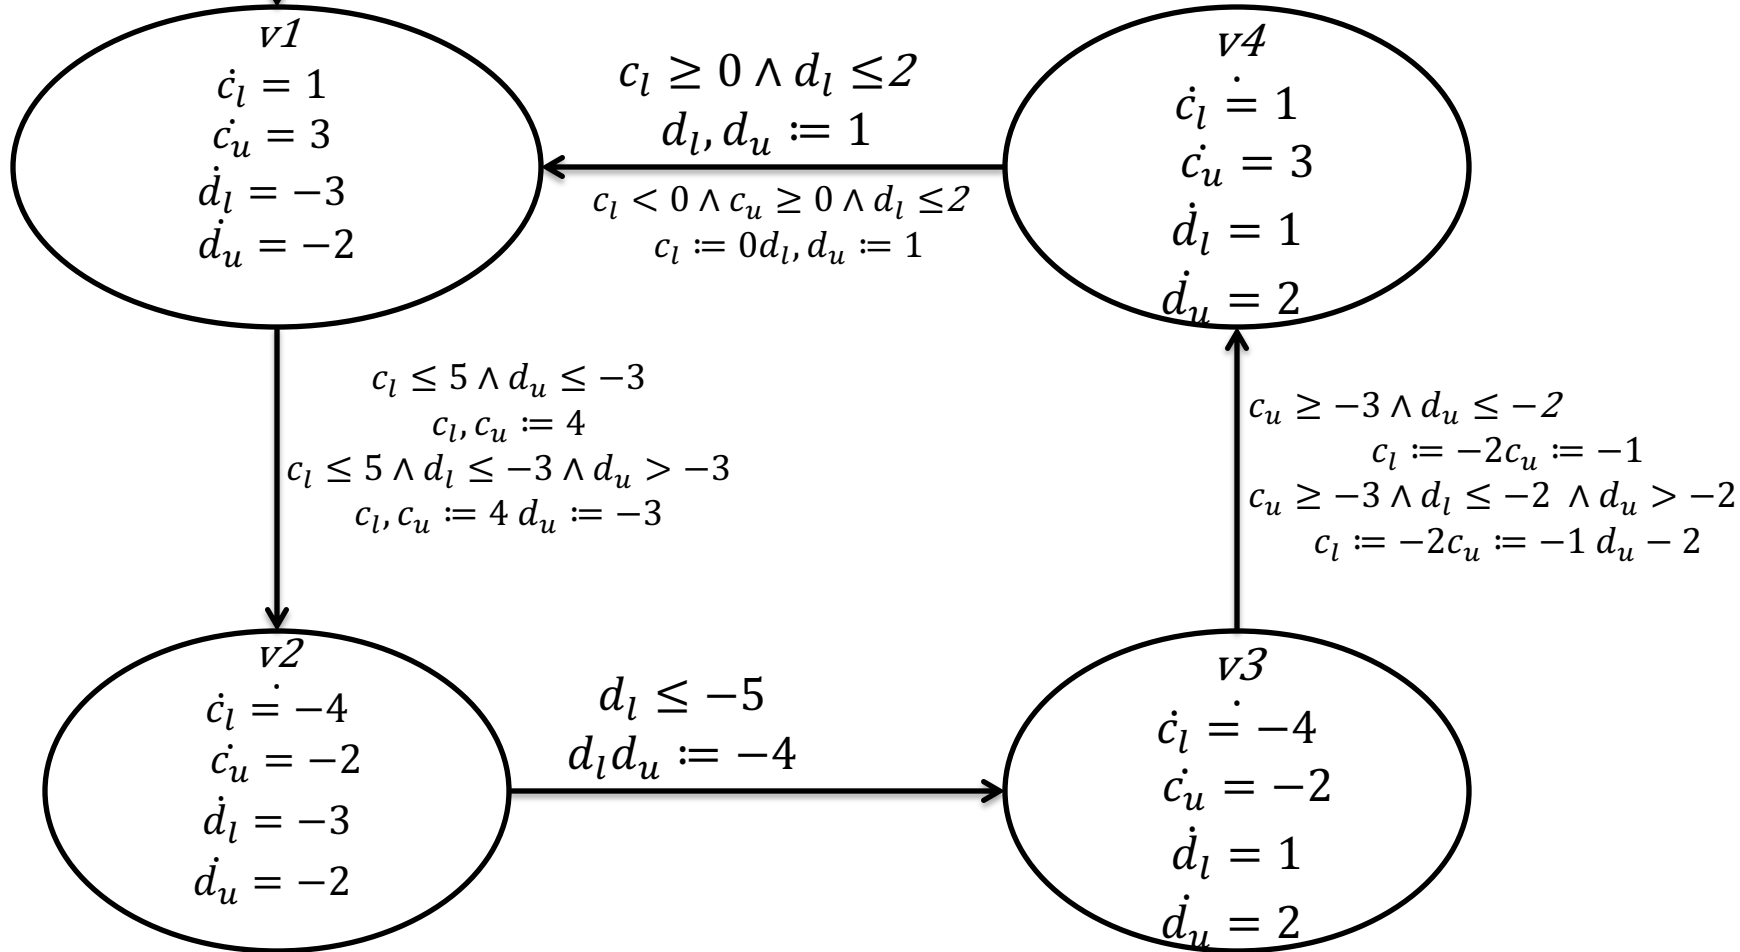 v1
ċ_l = 1
ċ_u = 3
ḋ_l = −3
ḋ_u = −2
c_l ≥ 0 ∧ d_l ≤2
d_l, d_u ≔ 1
c_l < 0 ∧ c_u ≥ 0 ∧ d_l ≤2
c_l ≔ 0d_l, d_u ≔ 1
v4
ċ_l =̇ 1
ċ_u = 3
ḋ_l = 1
ḋ_u = 2
c_l ≤ 5 ∧ d_u ≤ −3
c_l, c_u ≔ 4
c_l ≤ 5 ∧ d_l ≤ −3 ∧ d_u > −3
c_l, c_u ≔ 4 d_u ≔ −3
c_u ≥ −3 ∧ d_u ≤ −2
c_l ≔ −2c_u ≔ −1
c_u ≥ −3 ∧ d_l ≤ −2 ∧ d_u > −2
c_l ≔ −2c_u ≔ −1 d_u − 2
v2
ċ_l =̇ −4
ċ_u = −2
ḋ_l = −3
ḋ_u = −2
d_l ≤ −5
d_ld_u ≔ −4
v3
ċ_l =̇ −4
ċ_u = −2
ḋ_l = 1
ḋ_u = 2